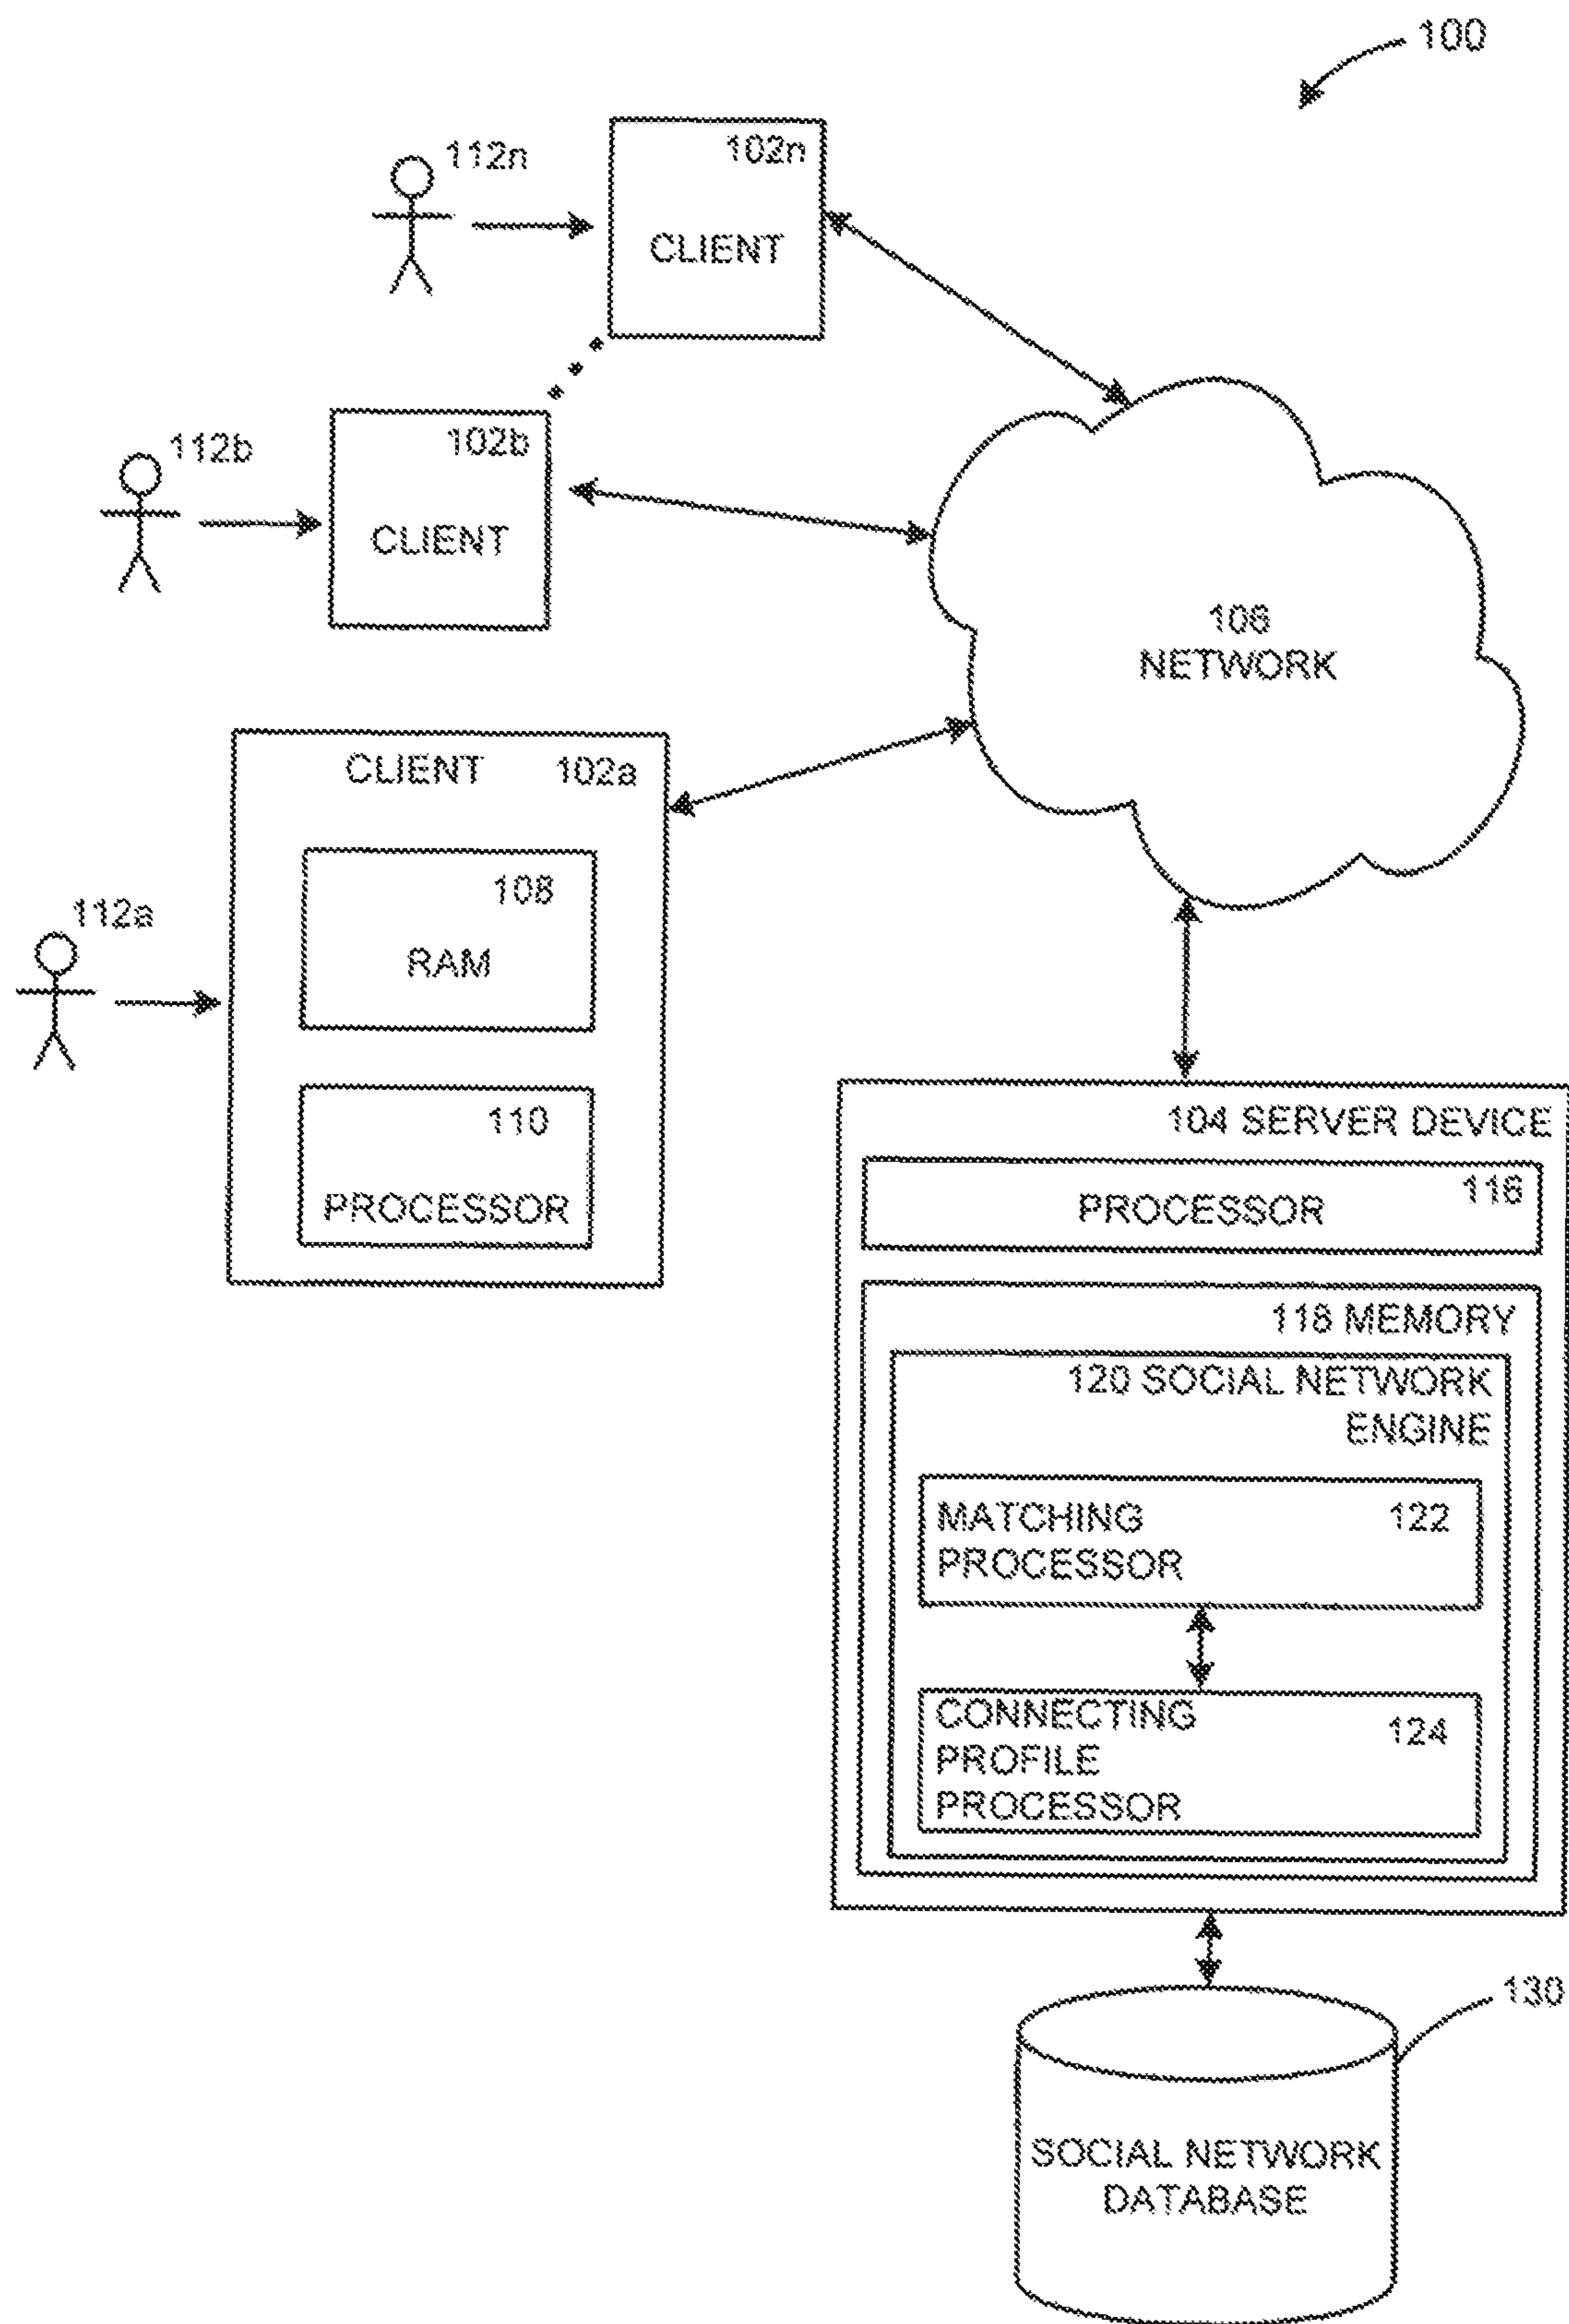 100
112n
102n
CLIENT
112b
102b
CLIENT
106
NETWORK
CLIENT 102a
108
RAM
112a
110
PROCESSOR
104 SERVER DEVICE
116
PROCESSOR
118 MEMORY
120 SOCIAL NETWORK
ENGINE
MATCHING 122
PROCESSOR
CONNECTING 124
PROFILE
PROCESSOR
130
SOCIAL NETWORK
DATABASE